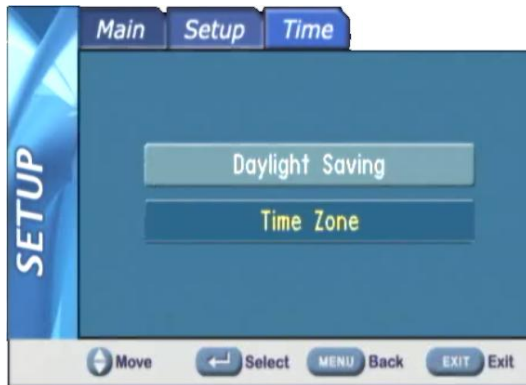 Main Setup Time
SETUP
Daylight Saving
Time Zone
Move Select MENU Back EXIT Exit